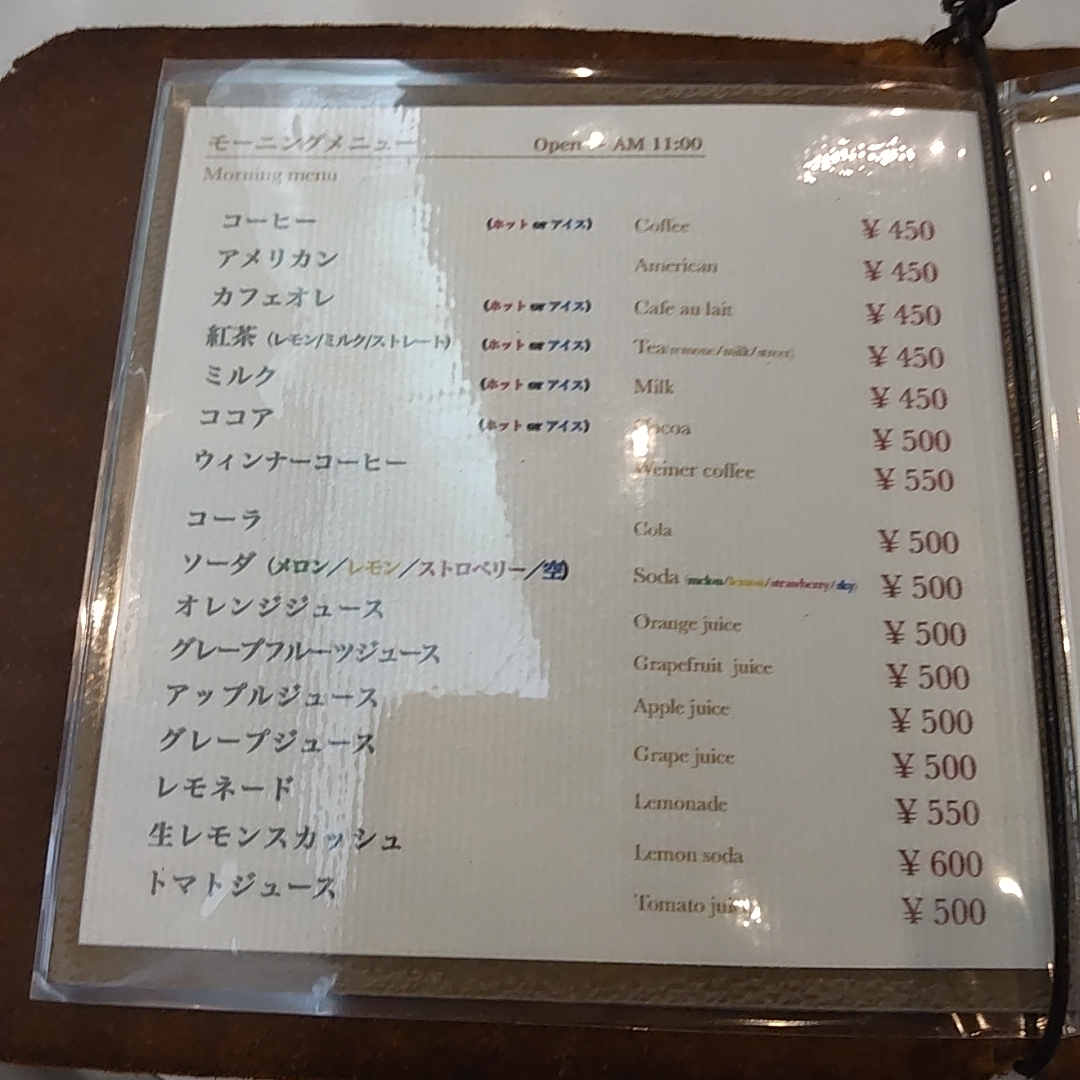 モーニングメニュー Open ~ AM 11:00
Morning menu
コーヒー (ホット or アイス) Coffee ¥ 450
アメリカン American ¥ 450
カフェオレ (ホット or アイス) Cafe au lait ¥ 450
紅茶 (レモン/ミルク/ストレート) (ホット or アイス) Tea /milk/ ¥ 450
ミルク (ホット or アイス) Milk ¥ 450
ココア (ホット or アイス) Cocoa ¥ 500
ウィンナーコーヒー Weiner coffee ¥ 550
コーラ Cola ¥ 500
ソーダ (メロン/レモン/ストロベリー/空) Soda (melon/lemon/strawberry/sky) ¥ 500
オレンジジュース Orange juice ¥ 500
グレープフルーツジュース Grapefruit juice ¥ 500
アップルジュース Apple juice ¥ 500
グレープジュース Grape juice ¥ 500
レモネード Lemonade ¥ 550
生レモンスカッシュ Lemon soda ¥ 600
トマトジュース Tomato juice ¥ 500